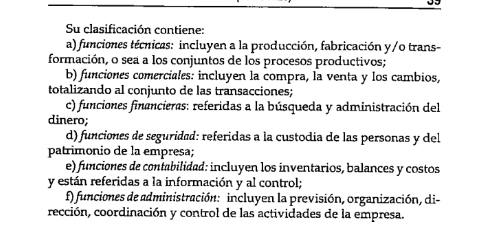 39
Su clasificación contiene:
a) funciones técnicas: incluyen a la producción, fabricación y/o trans-
formación, o sea a los conjuntos de los procesos productivos;
b) funciones comerciales: incluyen la compra, la venta y los cambios,
totalizando al conjunto de las transacciones;
c) funciones financieras: referidas a la búsqueda y administración del
dinero;
d) funciones de seguridad: referidas a la custodia de las personas y del
patrimonio de la empresa;
e) funciones de contabilidad: incluyen los inventarios, balances y costos
y están referidas a la información y al control;
f) funciones de administración: incluyen la previsión, organización, di-
rección, coordinación y control de las actividades de la empresa.